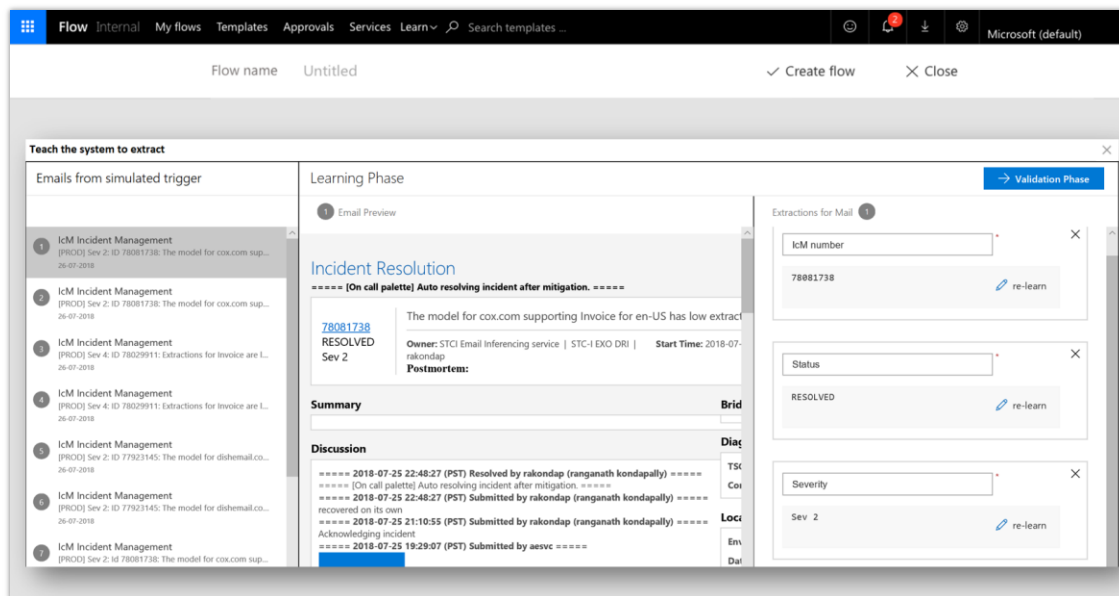 Flow Internal My flows Templates Approvals Services Learn Search templates ...
2
Microsoft (default)
Flow name Untitled
Create flow Close
Teach the system to extract
Emails from simulated trigger
Learning Phase
Validation Phase
1 Email Preview
Extractions for Mail 1
1 IcM Incident Management
[PROD] Sev 2: ID 78081738: The model for cox.com sup...
26-07-2018
2 IcM Incident Management
[PROD] Sev 2: ID 78081738: The model for cox.com sup...
26-07-2018
3 IcM Incident Management
[PROD] Sev 4: ID 78029911: Extractions for Invoice are l...
26-07-2018
4 IcM Incident Management
[PROD] Sev 4: ID 78029911: Extractions for Invoice are l...
26-07-2018
5 IcM Incident Management
[PROD] Sev 2: ID 77923145: The model for dishemail.co...
26-07-2018
6 IcM Incident Management
[PROD] Sev 2: ID 77923145: The model for dishemail.co...
26-07-2018
7 IcM Incident Management
[PROD] Sev 2: Id 78081738: The model for cox.com sup...
Incident Resolution
===== [On call palette] Auto resolving incident after mitigation. =====
78081738
RESOLVED
Sev 2
The model for cox.com supporting Invoice for en-US has low extract
Owner: STCI Email Inferencing service | STC-I EXO DRI | Start Time: 2018-07-
rakondap
Postmortem:
Summary
Brid
Discussion
Diag
===== 2018-07-25 22:48:27 (PST) Resolved by rakondap (ranganath kondapally) =====
===== [On call palette] Auto resolving incident after mitigation. =====
===== 2018-07-25 22:48:27 (PST) Submitted by rakondap (ranganath kondapally) =====
recovered on its own
===== 2018-07-25 21:10:55 (PST) Submitted by rakondap (ranganath kondapally) =====
Acknowledging incident
===== 2018-07-25 19:29:07 (PST) Submitted by aesvc =====
Loca
Env
IcM number *
78081738
re-learn
Status *
RESOLVED
re-learn
Severity *
Sev 2
re-learn